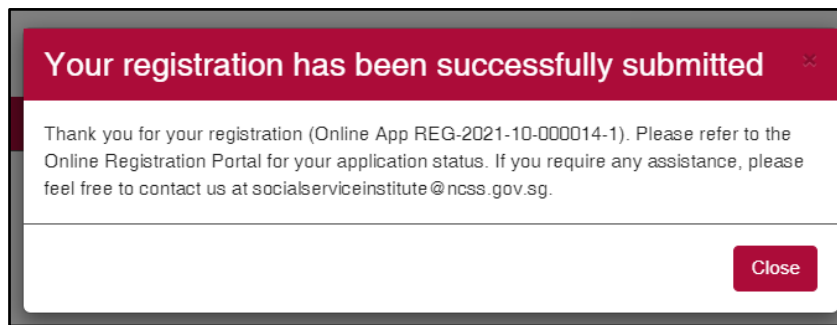 Your registration has been successfully submitted ×
Thank you for your registration (Online App REG-2021-10-000014-1). Please refer to the
Online Registration Portal for your application status. If you require any assistance, please
feel free to contact us at socialserviceinstitute@ncss.gov.sg.
Close